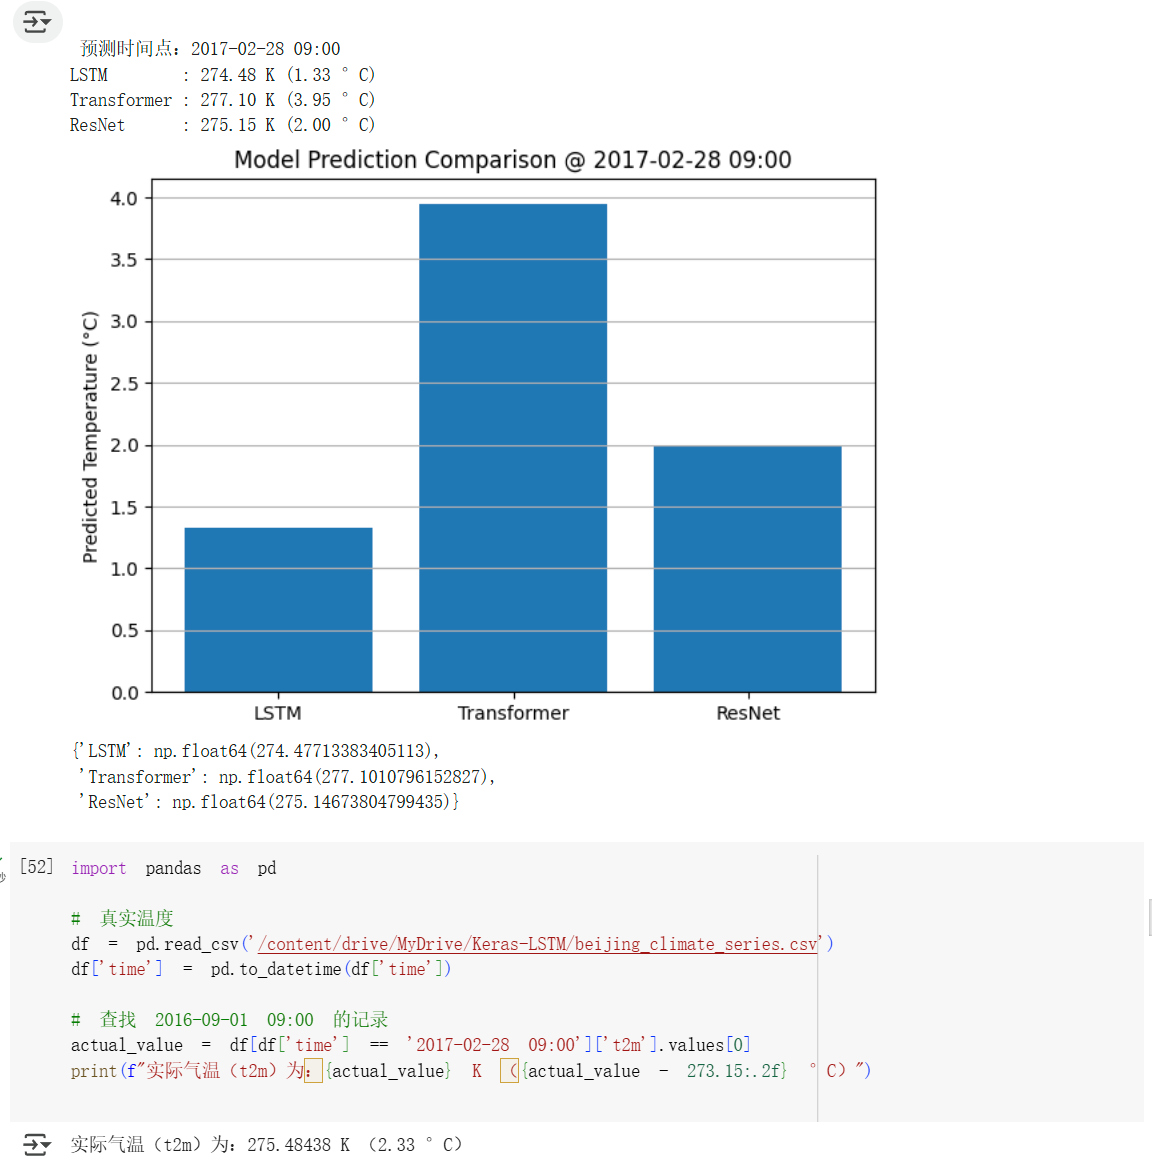 预测时间点: 2017-02-28 09:00
LSTM : 274.48 K (1.33 °C)
Transformer : 277.10 K (3.95 °C)
ResNet : 275.15 K (2.00 °C)
Model Prediction Comparison @ 2017-02-28 09:00
Predicted Temperature (°C)
4.0
3.5
3.0
2.5
2.0
1.5
1.0
0.5
0.0
LSTM Transformer ResNet
{'LSTM': np.float64(274.47713383405113),
'Transformer': np.float64(277.1010796152827),
'ResNet': np.float64(275.14673804799435)}
[52] import pandas as pd
秒
# 真实温度
df = pd.read_csv('/content/drive/MyDrive/Keras-LSTM/beijing_climate_series.csv')
df['time'] = pd.to_datetime(df['time'])
# 查找 2016-09-01 09:00 的记录
actual_value = df[df['time'] == '2017-02-28 09:00']['t2m'].values[0]
print(f"实际气温（t2m）为：{actual_value} K （{actual_value - 273.15:.2f} °C）")
实际气温（t2m）为：275.48438 K （2.33 °C）